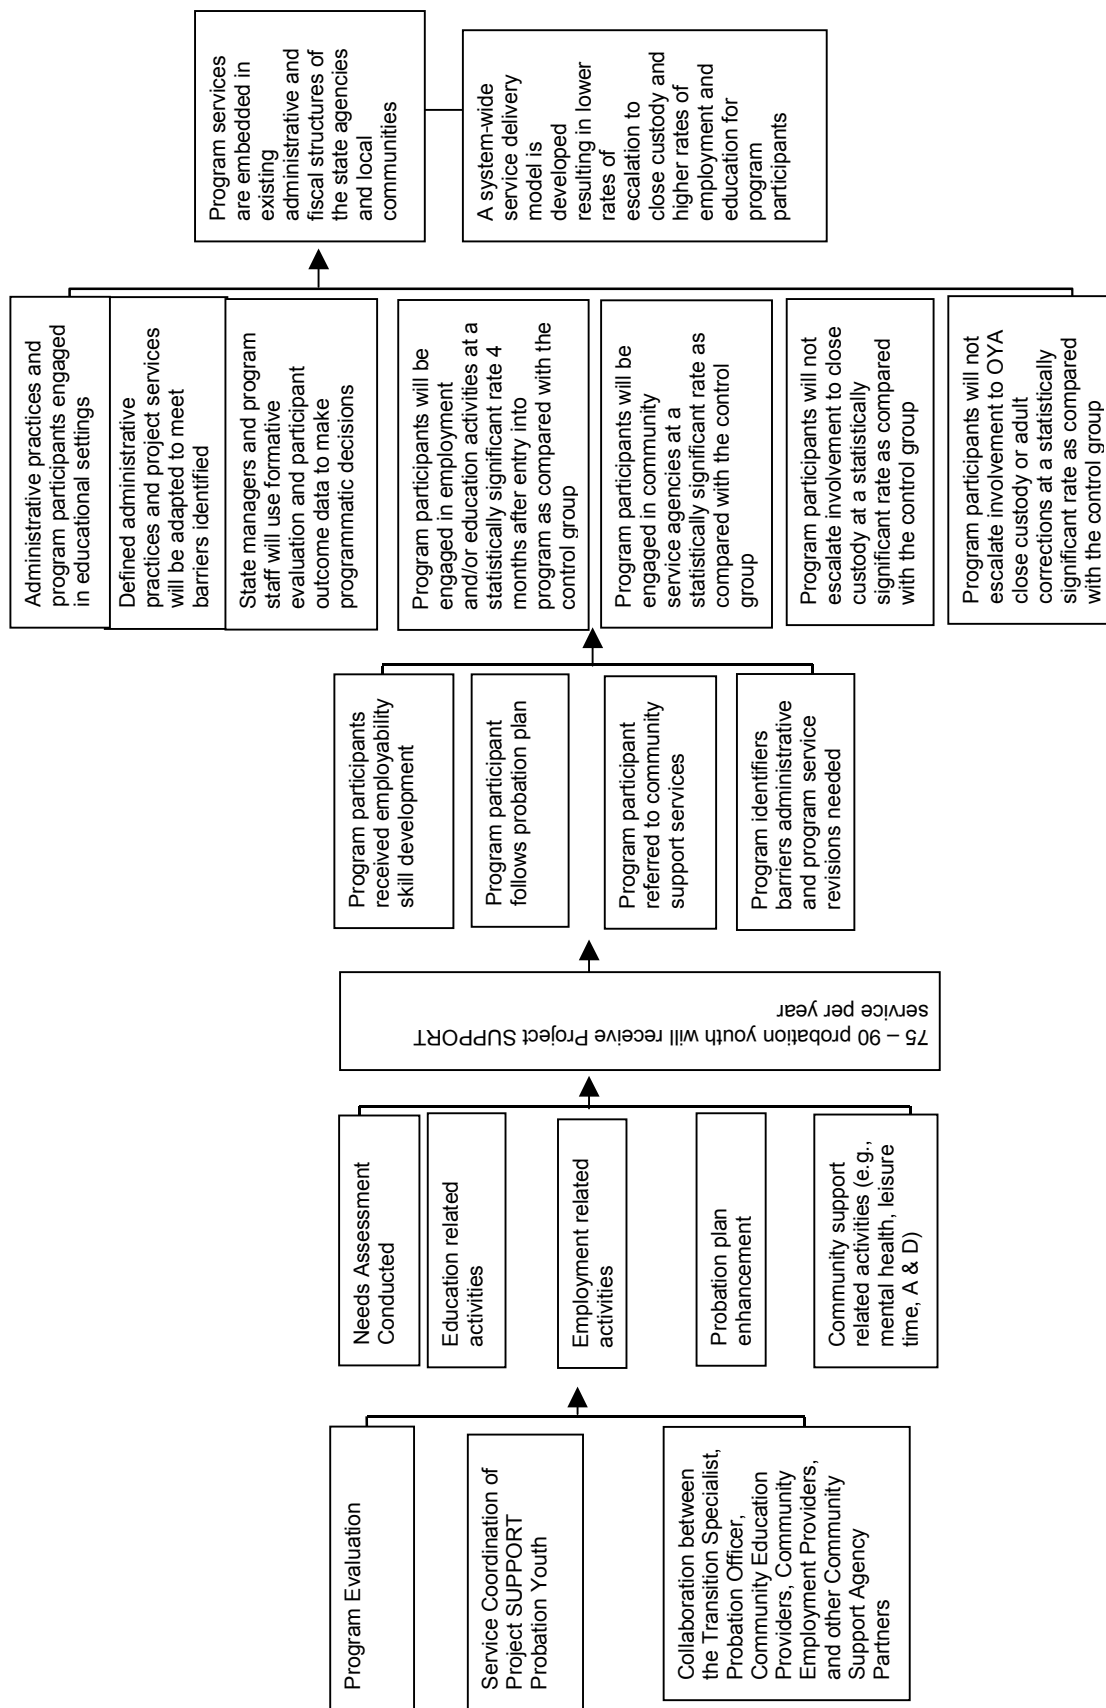 Program Evaluation
Service Coordination of
Project SUPPORT
Probation Youth
Collaboration between
the Transition Specialist,
Probation Officer,
Community Education
Providers, Community
Employment Providers,
and other Community
Support Agency
Partners
Needs Assessment
Conducted
Education related
activities
Employment related
activities
Probation plan
enhancement
Community support
related activities (e.g.,
mental health, leisure
time, A & D)
75 – 90 probation youth will receive Project SUPPORT
service per year
Program participants
received employability
skill development
Program participant
follows probation plan
Program participant
referred to community
support services
Program identifiers
barriers administrative
and program service
revisions needed
Administrative practices and
program participants engaged
in educational settings
Defined administrative
practices and project services
will be adapted to meet
barriers identified
State managers and program
staff will use formative
evaluation and participant
outcome data to make
programmatic decisions
Program participants will be
engaged in employment
and/or education activities at a
statistically significant rate 4
months after entry into
program as compared with the
control group
Program participants will be
engaged in community
service agencies at a
statistically significant rate as
compared with the control
group
Program participants will not
escalate involvement to close
custody at a statistically
significant rate as compared
with the control group
Program participants will not
escalate involvement to OYA
close custody or adult
corrections at a statistically
significant rate as compared
with the control group
Program services
are embedded in
existing
administrative and
fiscal structures of
the state agencies
and local
communities
A system-wide
service delivery
model is
developed
resulting in lower
rates of
escalation to
close custody and
higher rates of
employment and
education for
program
participants